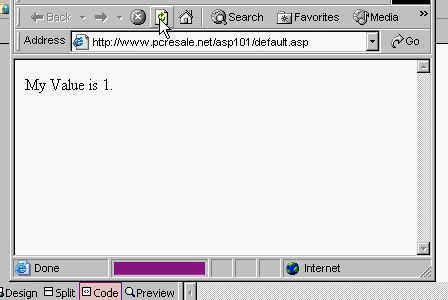 Back Search Favorites Media »
Address http://www.pcresale.net/asp101/default.asp Go
My Value is 1.
Done Internet
Design Split Code Preview